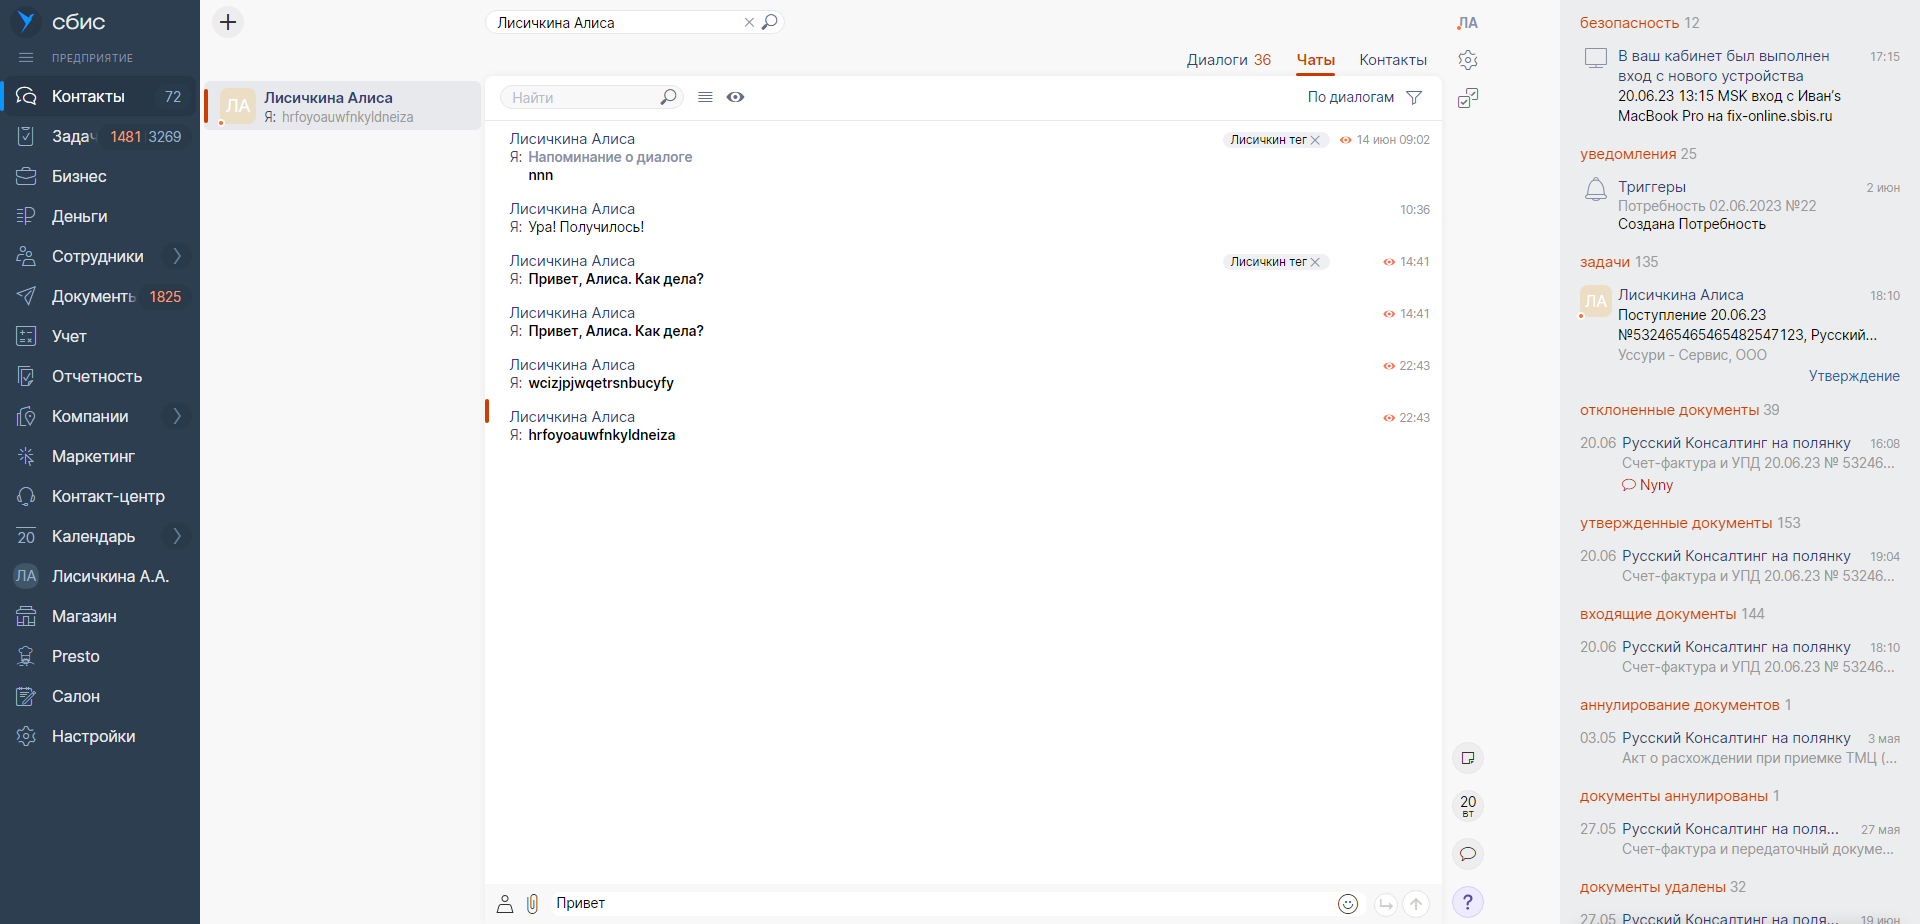 сбис
ПРЕДПРИЯТИЕ
Контакты 72
Задач 1481 3269
Бизнес
Деньги
Сотрудники
Документы 1825
Учет
Отчетность
Компании
Маркетинг
Контакт-центр
20 Календарь
ЛА Лисичкина А.А.
Магазин
Presto
Салон
Настройки
Лисичкина Алиса
Диалоги 36 Чаты Контакты
ЛА Лисичкина Алиса
Я: hrfoyoauwfnkyldneiza
Найти
По диалогам
Лисичкина Алиса Лисичкин тег 14 июн 09:02
Я: Напоминание о диалоге
nnn
Лисичкина Алиса 10:36
Я: Ура! Получилось!
Лисичкина Алиса Лисичкин тег 14:41
Я: Привет, Алиса. Как дела?
Лисичкина Алиса 14:41
Я: Привет, Алиса. Как дела?
Лисичкина Алиса 22:43
Я: wcizjpjwqetrsnbucyfy
Лисичкина Алиса 22:43
Я: hrfoyoauwfnkyldneiza
Привет
ЛА
20
ВТ
?
безопасность 12
В ваш кабинет был выполнен 17:15
вход с нового устройства
20.06.23 13:15 MSK вход с Иван’s
MacBook Pro на fix-online.sbis.ru
уведомления 25
Триггеры 2 июн
Потребность 02.06.2023 №22
Создана Потребность
задачи 135
ЛА Лисичкина Алиса 18:10
Поступление 20.06.23
№532465465465482547123, Русский...
Уссури - Сервис, ООО
Утверждение
отклоненные документы 39
20.06 Русский Консалтинг на полянку 16:08
Счет-фактура и УПД 20.06.23 № 53246...
Nyny
утвержденные документы 153
20.06 Русский Консалтинг на полянку 19:04
Счет-фактура и УПД 20.06.23 № 53246...
входящие документы 144
20.06 Русский Консалтинг на полянку 18:10
Счет-фактура и УПД 20.06.23 № 53246...
аннулирование документов 1
03.05 Русский Консалтинг на полянку 3 мая
Акт о расхождении при приемке ТМЦ (...
документы аннулированы 1
27.05 Русский Консалтинг на поля... 27 мая
Счет-фактура и передаточный докуме...
документы удалены 32
27.05 Русский Консалтинг на поля... 19 июн